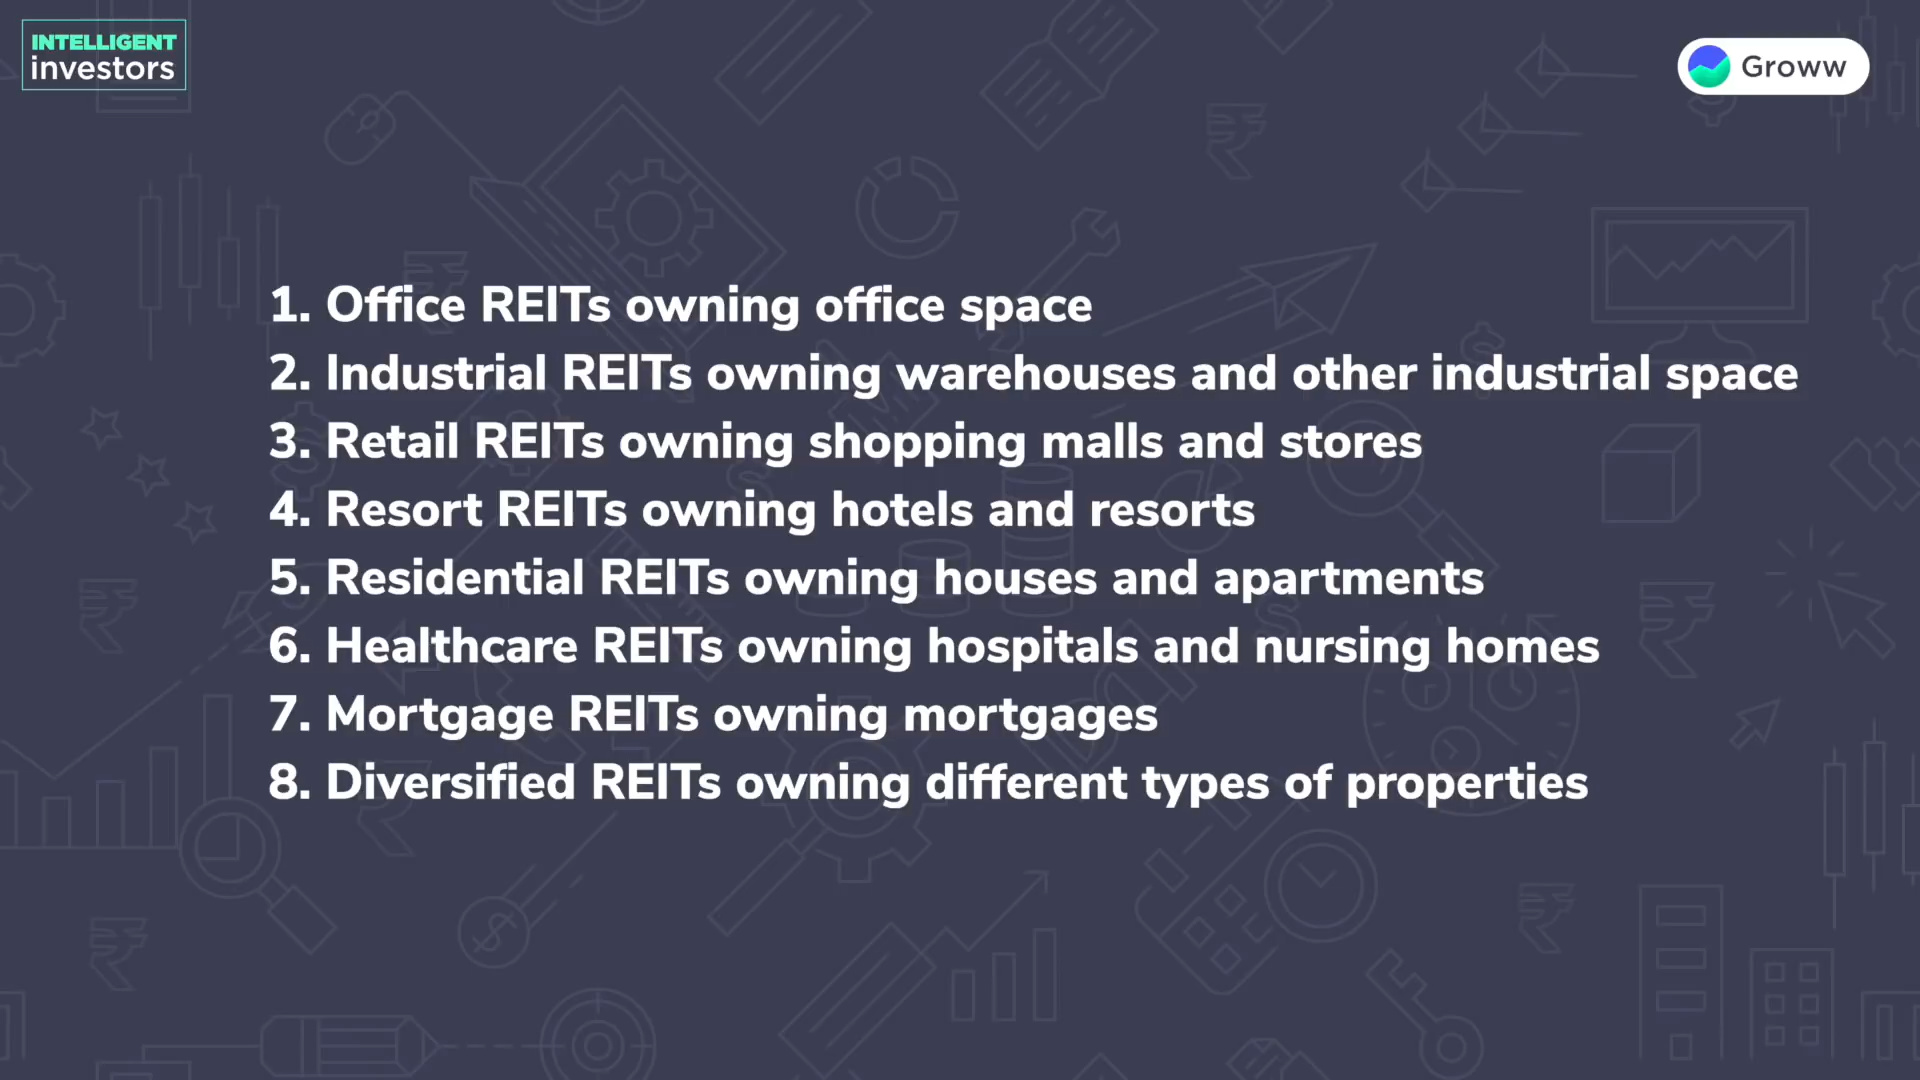 INTELLIGENT
investors
Groww
1. Office REITs owning office space
2. Industrial REITs owning warehouses and other industrial space
3. Retail REITs owning shopping malls and stores
4. Resort REITs owning hotels and resorts
5. Residential REITs owning houses and apartments
6. Healthcare REITs owning hospitals and nursing homes
7. Mortgage REITs owning mortgages
8. Diversified REITs owning different types of properties